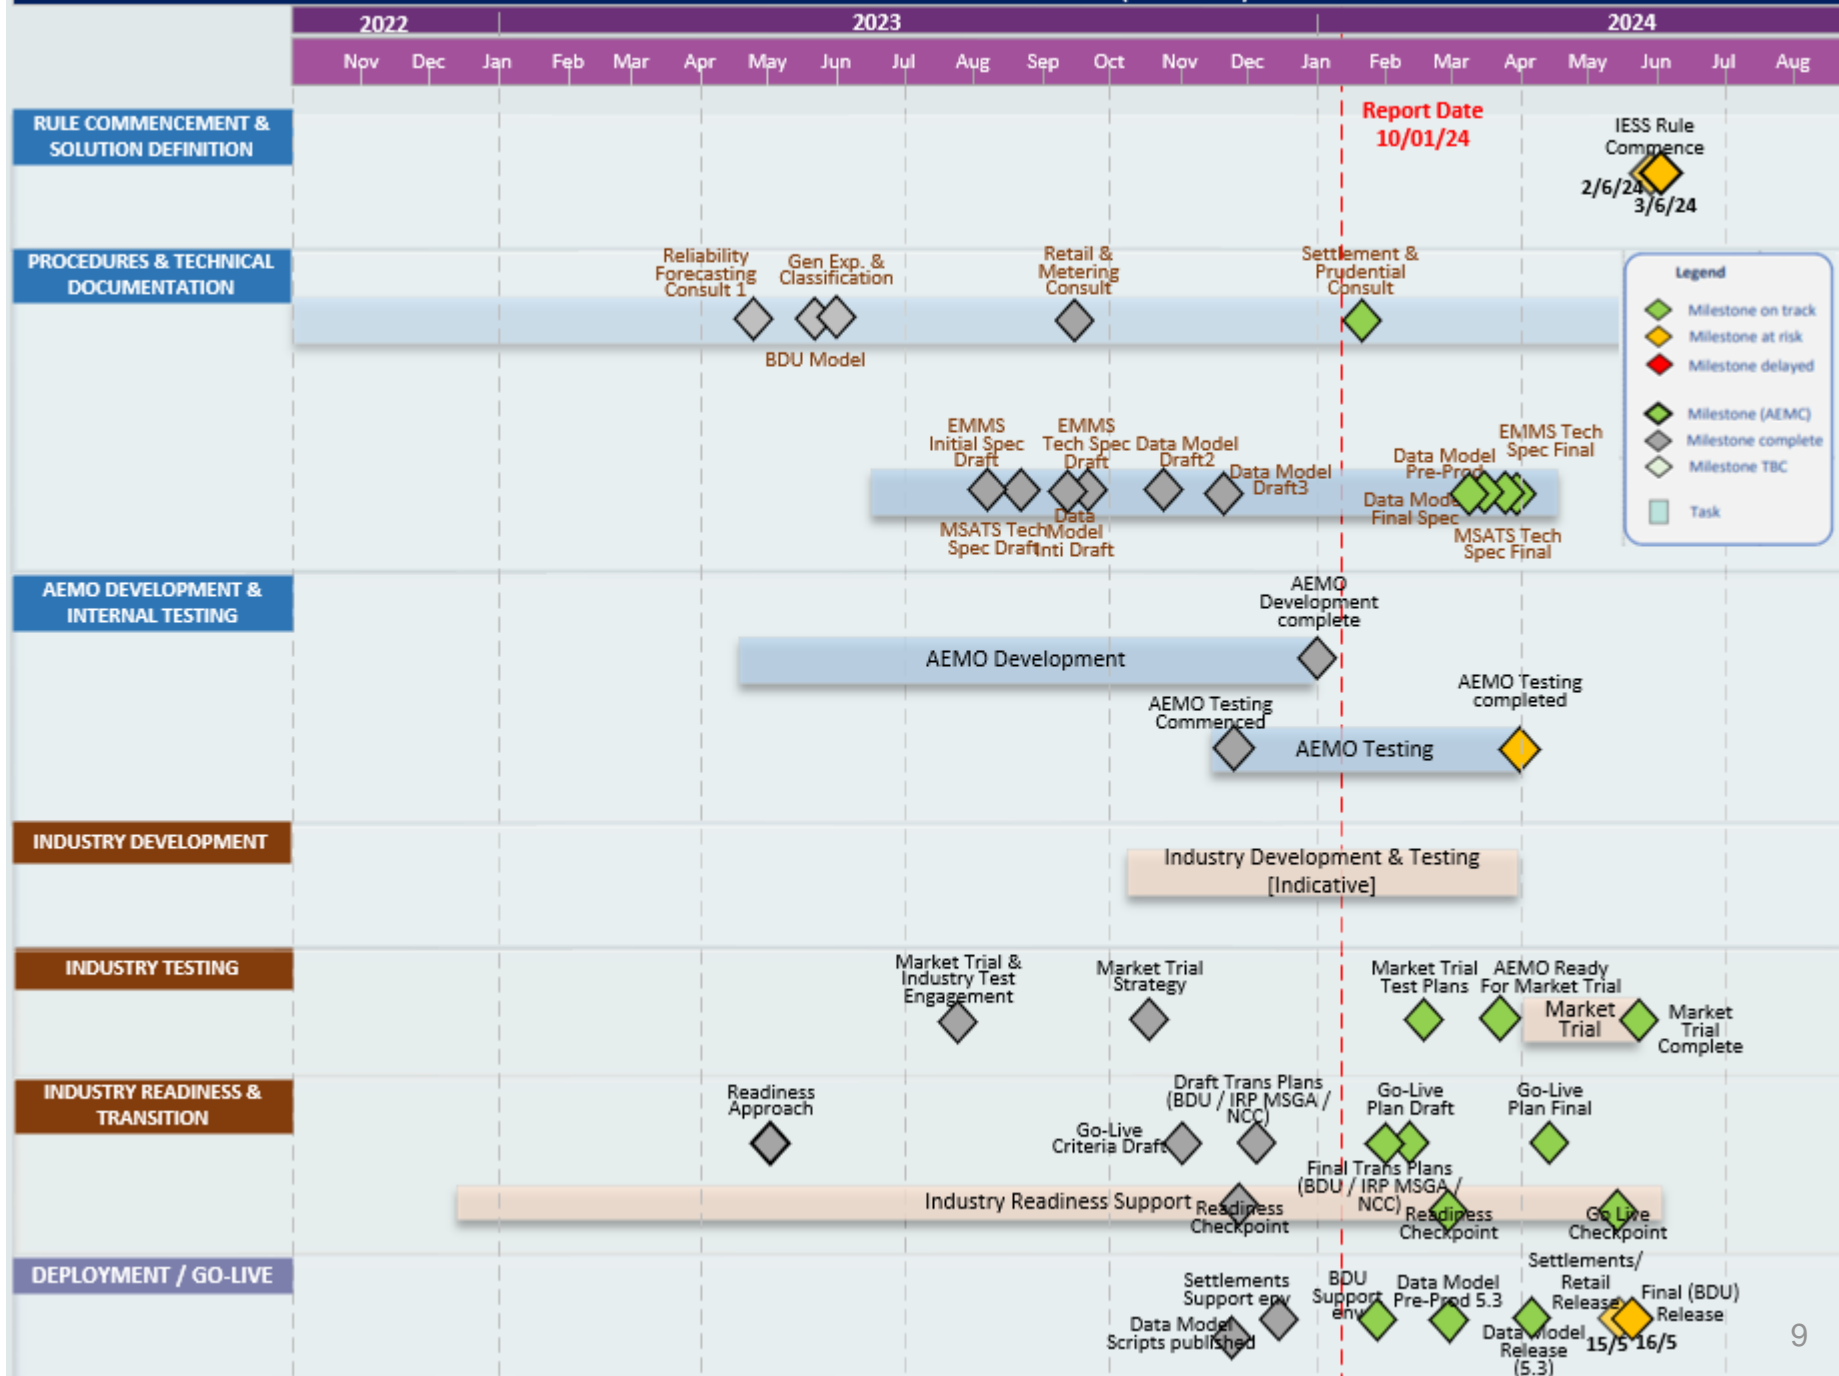 2022 2023 2024
Nov Dec Jan Feb Mar Apr May Jun Jul Aug Sep Oct Nov Dec Jan Feb Mar Apr May Jun Jul Aug
Report Date
10/01/24
RULE COMMENCEMENT &
SOLUTION DEFINITION
IESS Rule
Commence
2/6/24
3/6/24
PROCEDURES & TECHNICAL
DOCUMENTATION
Reliability
Forecasting
Consult 1
Gen Exp. &
Classification
BDU Model
Retail &
Metering
Consult
Settlement &
Prudential
Consult
Legend
Milestone on track
Milestone at risk
Milestone delayed
Milestone (AEMC)
Milestone complete
Milestone TBC
Task
EMMS
Initial Spec
Draft
MSATS Tech
Spec Draft
EMMS
Tech Spec
Draft
Data
Model
Inti Draft
Data Model
Draft2
Data Model
Draft3
Data Model
Pre-Prod
Data Model
Final Spec
EMMS Tech
Spec Final
MSATS Tech
Spec Final
AEMO DEVELOPMENT &
INTERNAL TESTING
AEMO
Development
complete
AEMO Development
AEMO Testing
Commenced
AEMO Testing
AEMO Testing
completed
INDUSTRY DEVELOPMENT
Industry Development & Testing
[Indicative]
INDUSTRY TESTING
Market Trial &
Industry Test
Engagement
Market Trial
Strategy
Market Trial
Test Plans
AEMO Ready
For Market Trial
Market
Trial
Market
Trial
Complete
INDUSTRY READINESS &
TRANSITION
Readiness
Approach
Go-Live
Criteria Draft
Draft Trans Plans
(BDU / IRP MSGA /
NCC)
Go-Live
Plan Draft
Go-Live
Plan Final
Final Trans Plans
(BDU / IRP MSGA /
NCC)
Industry Readiness Support
Readiness
Checkpoint
Readiness
Checkpoint
Go Live
Checkpoint
DEPLOYMENT / GO-LIVE
Data Model
Scripts published
Settlements
Support env
BDU
Support
env
Data Model
Pre-Prod 5.3
Data Model
Release
(5.3)
Settlements/
Retail
Release
15/5
16/5
Final (BDU)
Release
9